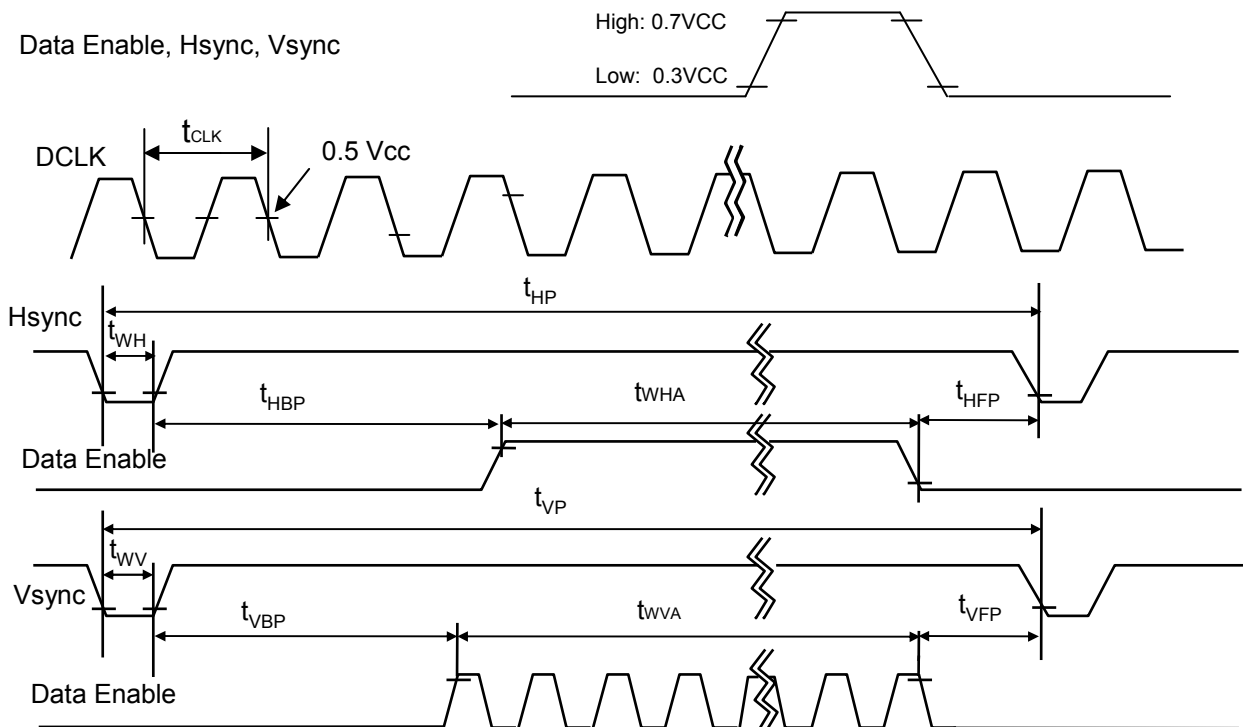 High: 0.7VCC
Data Enable, Hsync, Vsync
Low: 0.3VCC
tCLK
DCLK
0.5 Vcc
tHP
Hsync
tWH
tHBP
tWHA
tHFP
Data Enable
tVP
tWV
Vsync
tVBP
tWVA
tVFP
Data Enable